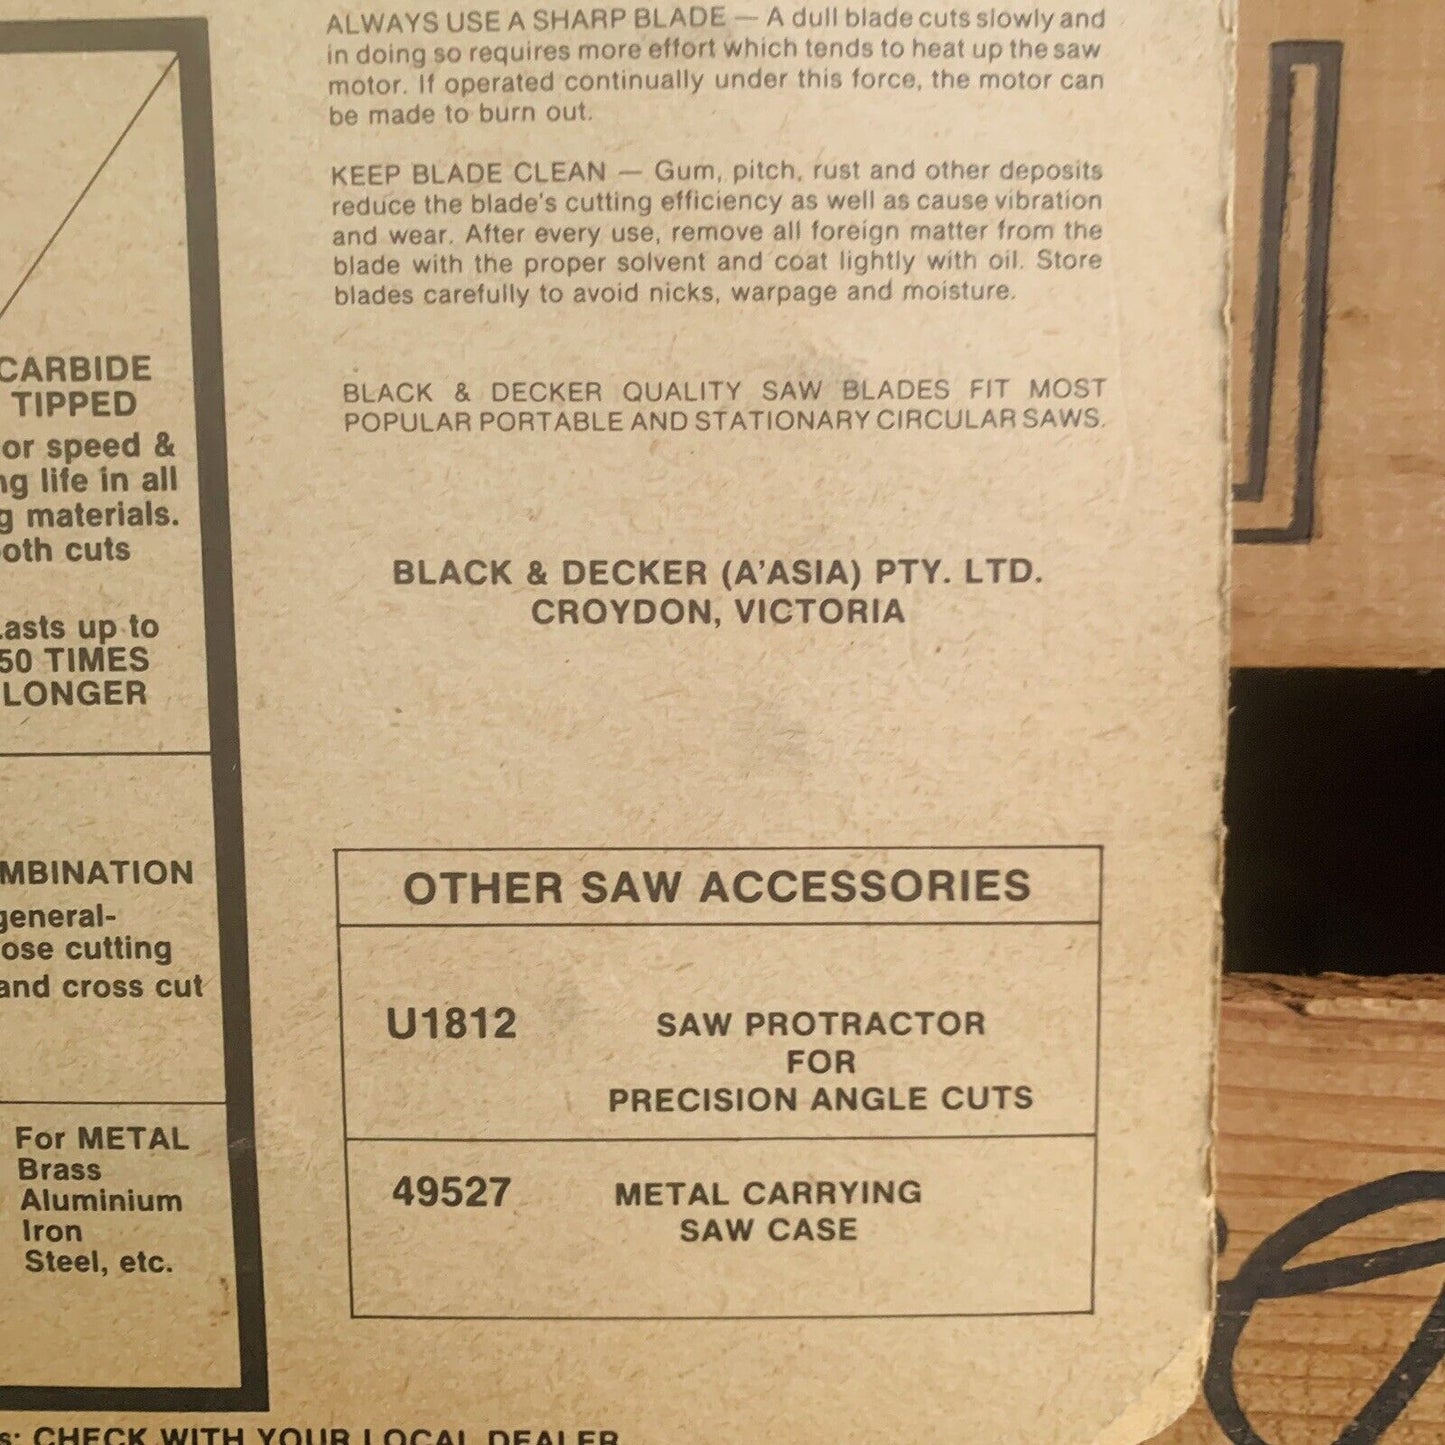 ALWAYS USE A SHARP BLADE — A dull blade cuts slowly and
in doing so requires more effort which tends to heat up the saw
motor. If operated continually under this force, the motor can
be made to burn out.
KEEP BLADE CLEAN — Gum, pitch, rust and other deposits
reduce the blade's cutting efficiency as well as cause vibration
and wear. After every use, remove all foreign matter from the
blade with the proper solvent and coat lightly with oil. Store
blades carefully to avoid nicks, warpage and moisture.
BLACK & DECKER QUALITY SAW BLADES FIT MOST
POPULAR PORTABLE AND STATIONARY CIRCULAR SAWS.
BLACK & DECKER (A'ASIA) PTY. LTD.
CROYDON, VICTORIA
OTHER SAW ACCESSORIES
U1812 SAW PROTRACTOR
FOR
PRECISION ANGLE CUTS
49527 METAL CARRYING
SAW CASE
CARBIDE
TIPPED
or speed &
ng life in all
g materials.
ooth cuts
Lasts up to
50 TIMES
LONGER
MBINATION
general-
ose cutting
and cross cut
For METAL
Brass
Aluminium
Iron
Steel, etc.
s: CHECK WITH YOUR LOCAL DEALER